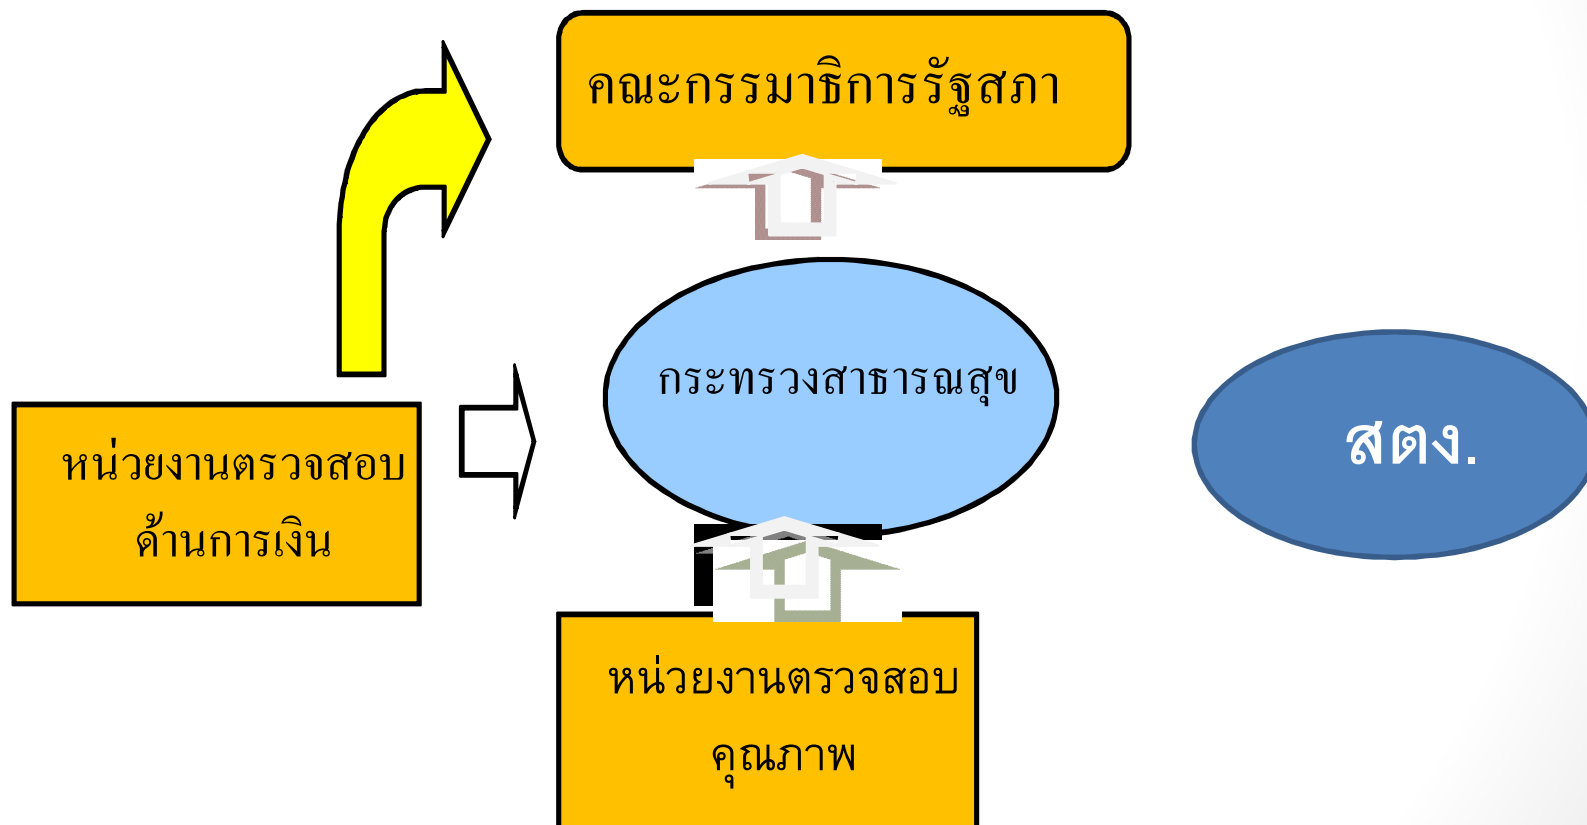 คณะกรรมาธิการรัฐสภา
กระทรวงสาธารณสุข
สตง.
หน่วยงานตรวจสอบ
ด้านการเงิน
หน่วยงานตรวจสอบ
คุณภาพ